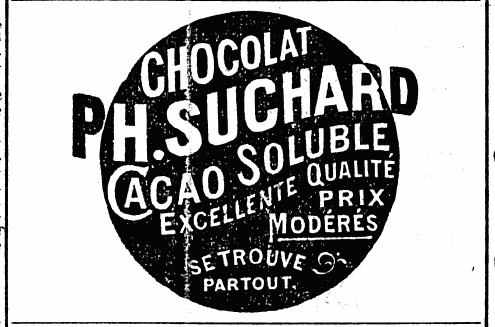 CHOCOLAT
PH. SUCHARD
CACAO SOLUBLE
EXCELLENTE QUALITÉ
PRIX
MODÉRÉS
SE TROUVE
PARTOUT.